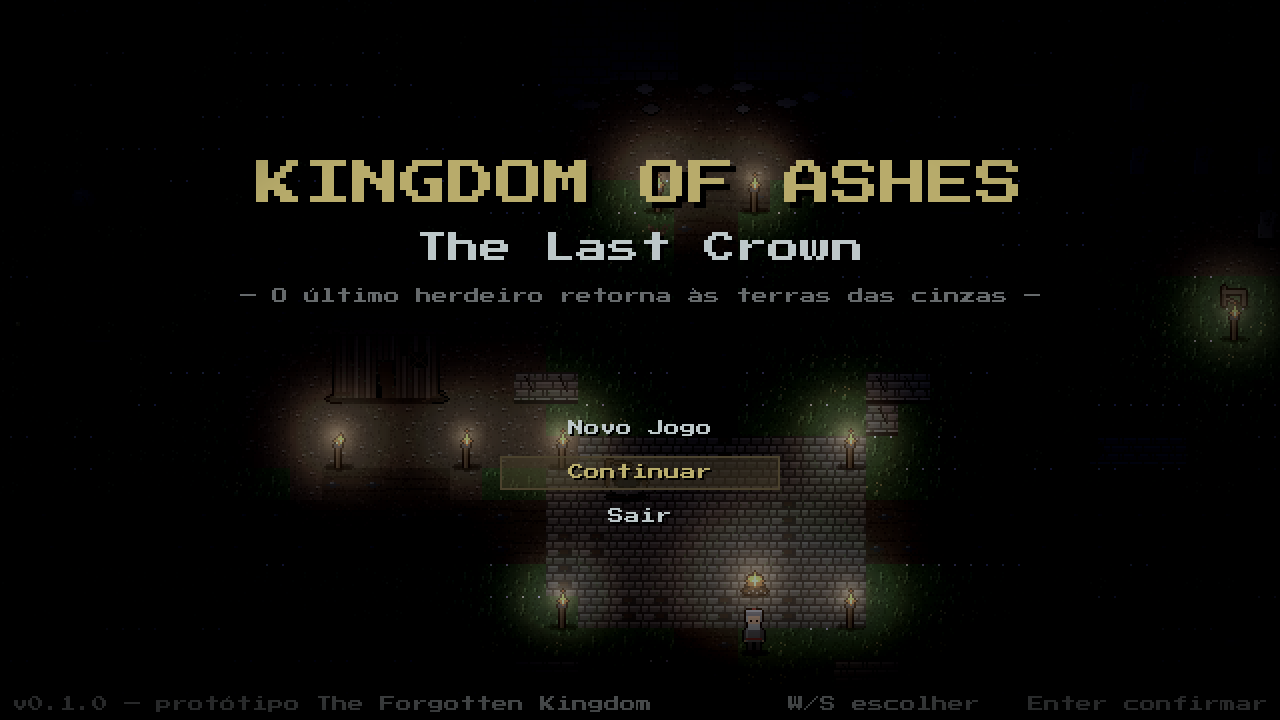 KINGDOM OF ASHES
The Last Crown
— O último herdeiro retorna às terras das cinzas —
Novo Jogo
Continuar
Sair
v0.1.0 — protótipo The Forgotten Kingdom
W/S escolher Enter confirmar